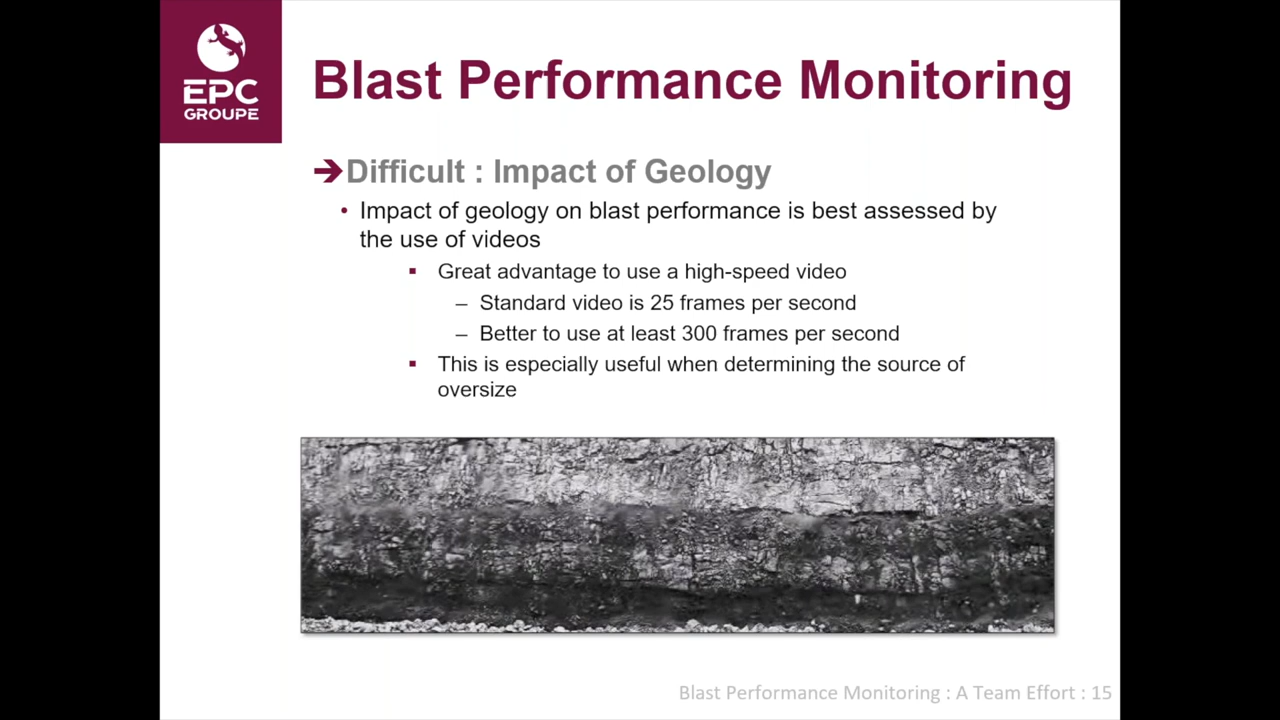 EPC
GROUPE
Blast Performance Monitoring
➔Difficult : Impact of Geology
• Impact of geology on blast performance is best assessed by
the use of videos
▪ Great advantage to use a high-speed video
– Standard video is 25 frames per second
– Better to use at least 300 frames per second
▪ This is especially useful when determining the source of
oversize
Blast Performance Monitoring : A Team Effort : 15